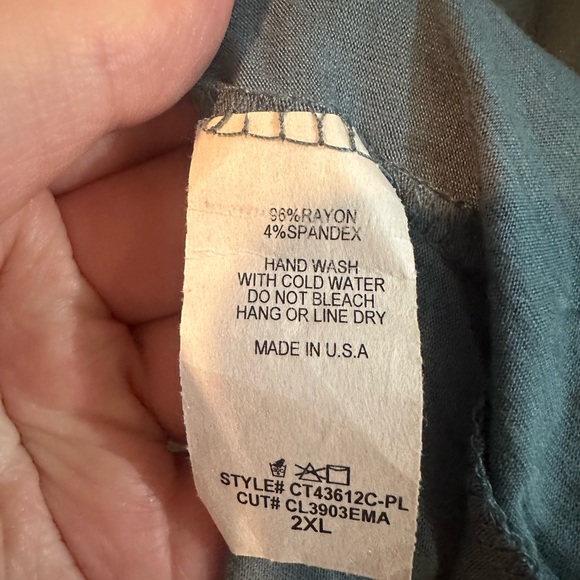 96%RAYON
4%SPANDEX
HAND WASH
WITH COLD WATER
DO NOT BLEACH
HANG OR LINE DRY
MADE IN U.S.A
STYLE# CT43612C-PL
CUT# CL3903EMA
2XL